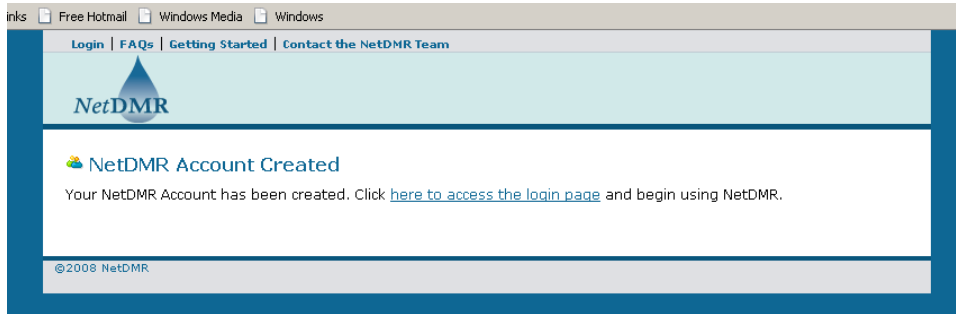 inks Free Hotmail Windows Media Windows
Login | FAQs | Getting Started | Contact the NetDMR Team
NetDMR
NetDMR Account Created
Your NetDMR Account has been created. Click here to access the login page and begin using NetDMR.
©2008 NetDMR